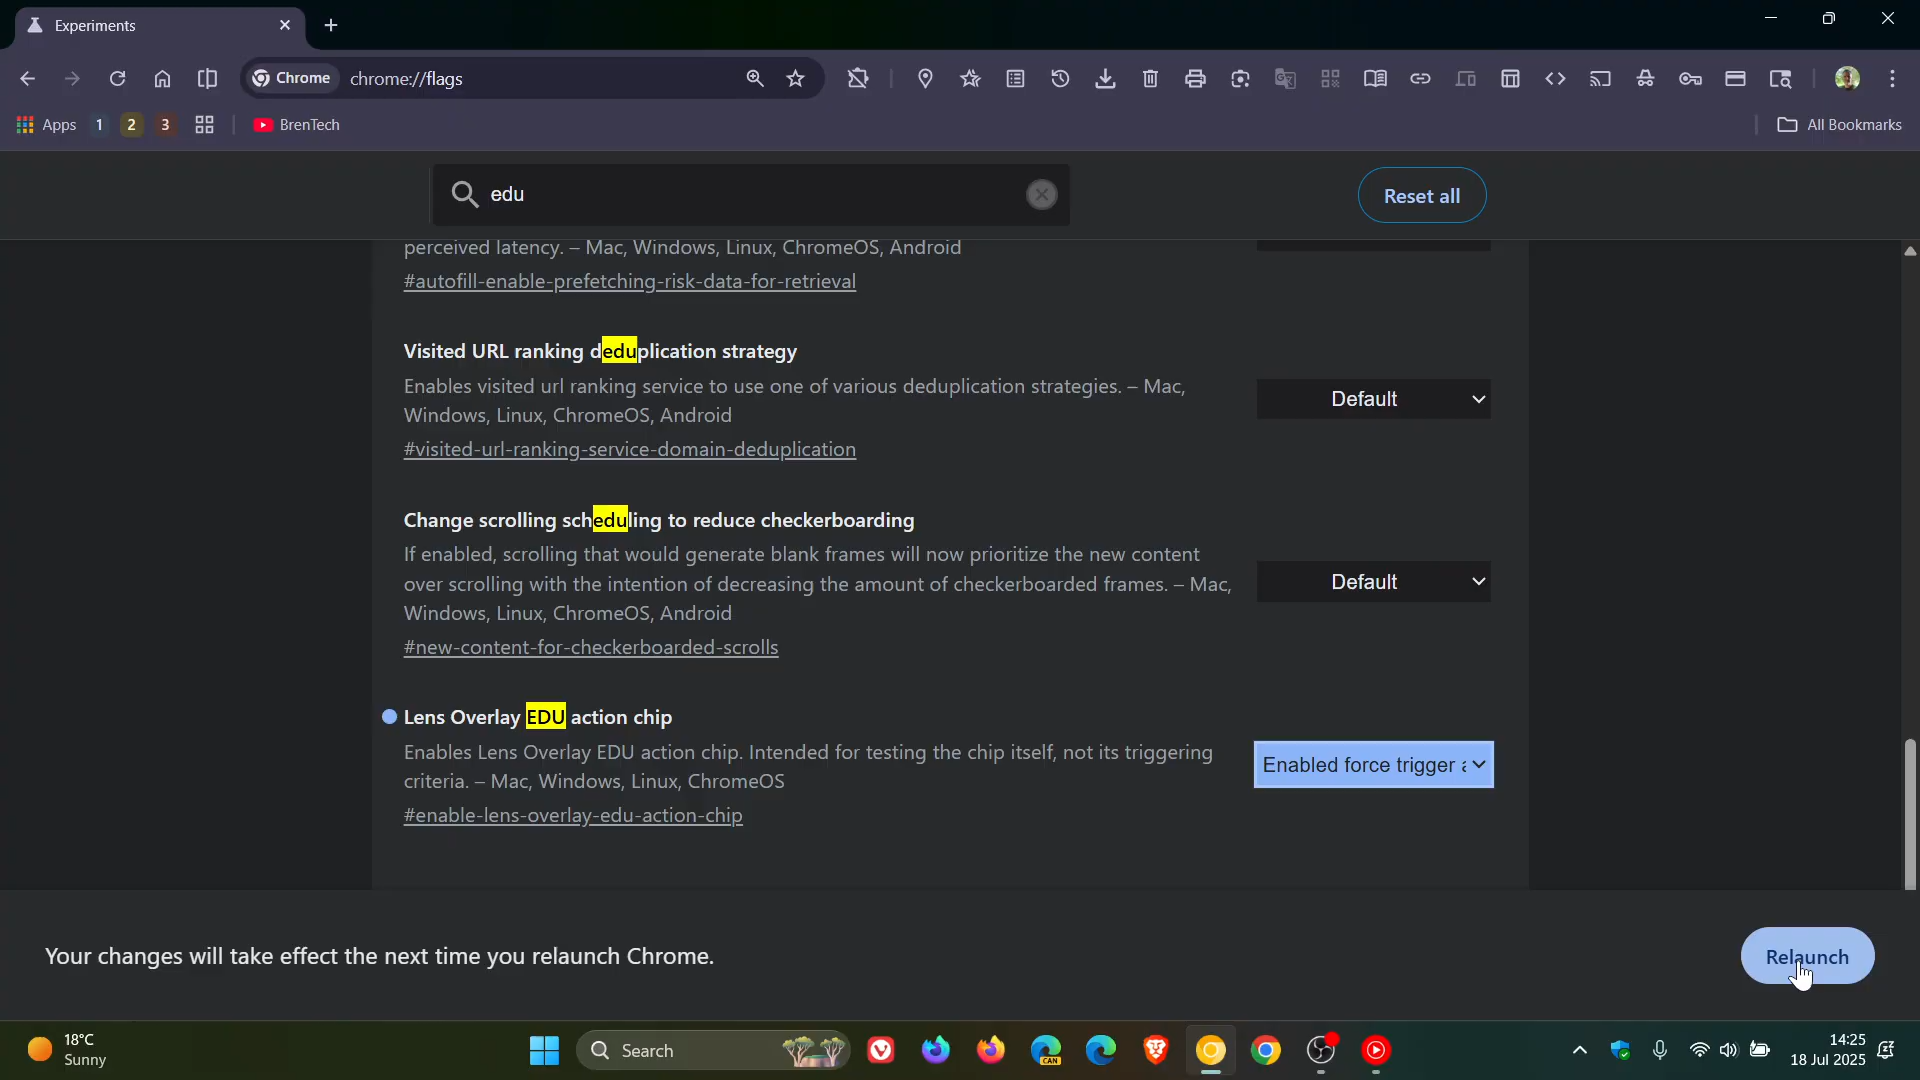 Experiments
Chrome chrome://flags
Apps 1 2 3 BrenTech All Bookmarks
edu
Reset all
perceived latency. – Mac, Windows, Linux, ChromeOS, Android
#autofill-enable-prefetching-risk-data-for-retrieval
Visited URL ranking deduplication strategy
Enables visited url ranking service to use one of various deduplication strategies. – Mac,
Windows, Linux, ChromeOS, Android
#visited-url-ranking-service-domain-deduplication
Default
Change scrolling scheduling to reduce checkerboarding
If enabled, scrolling that would generate blank frames will now prioritize the new content
over scrolling with the intention of decreasing the amount of checkerboarded frames. – Mac,
Windows, Linux, ChromeOS, Android
#new-content-for-checkerboarded-scrolls
Default
Lens Overlay EDU action chip
Enables Lens Overlay EDU action chip. Intended for testing the chip itself, not its triggering
criteria. – Mac, Windows, Linux, ChromeOS
#enable-lens-overlay-edu-action-chip
Enabled force trigger
Your changes will take effect the next time you relaunch Chrome.
Relaunch
18°C
Sunny
Search
CAN
14:25
18 Jul 2025